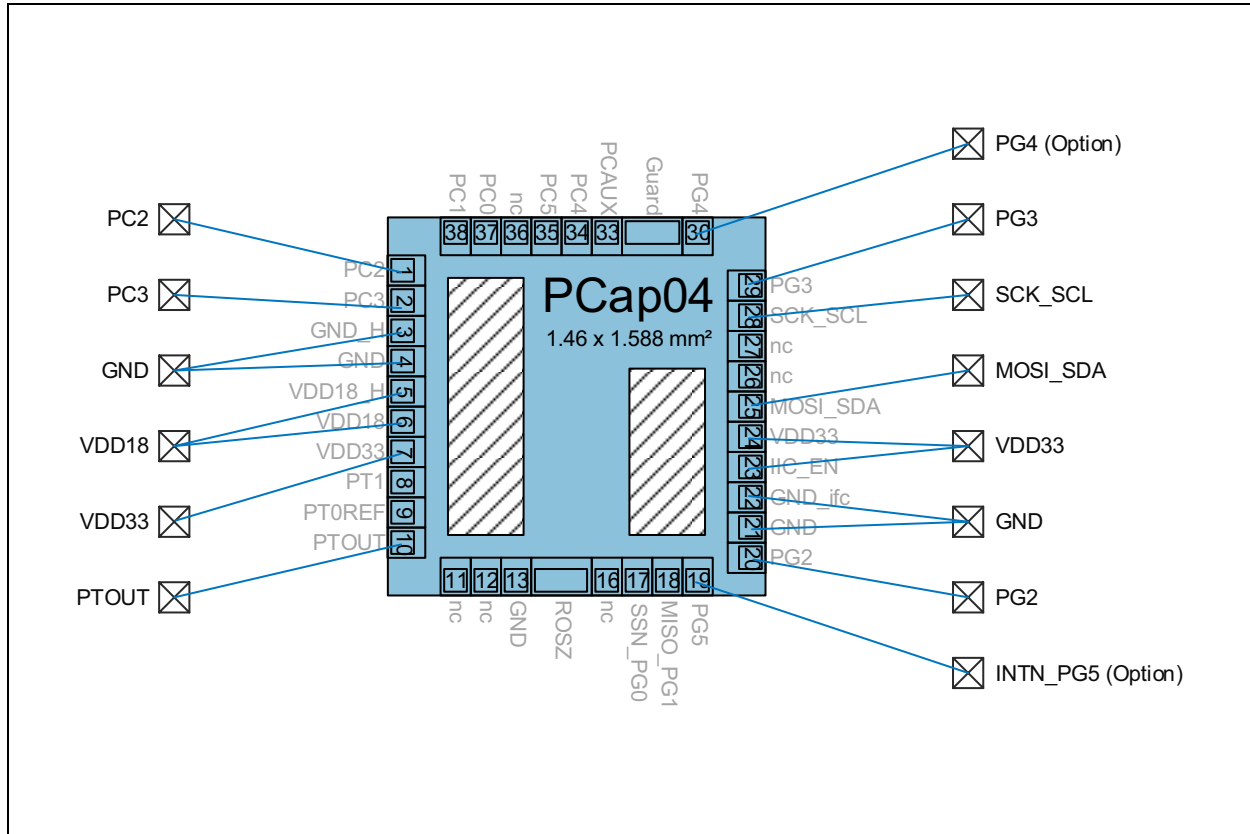 PG4 (Option)
PG3
SCK_SCL
MOSI_SDA
VDD33
GND
PG2
INTN_PG5 (Option)
PC2
PC3
GND
VDD18
VDD33
PTOUT
PC1
PC0
nc
PC5
PC4
PCAUX
Guard
PG4
38
37
36
35
34
33
30
PCap04
1.46 x 1.588 mm²
PC2 1
PC3 2
GND_H 3
GND 4
VDD18_H 5
VDD18 6
VDD33 7
PT1 8
PT0REF 9
PTOUT 10
29 PG3
28 SCK_SCL
27 nc
26 nc
25 MOSI_SDA
24 VDD33
23 IIC_EN
22 GND_ifc
21 GND
20 PG2
11
12
13
16
17
18
19
nc
nc
GND
ROSZ
nc
SSN_PG0
MISO_PG1
PG5